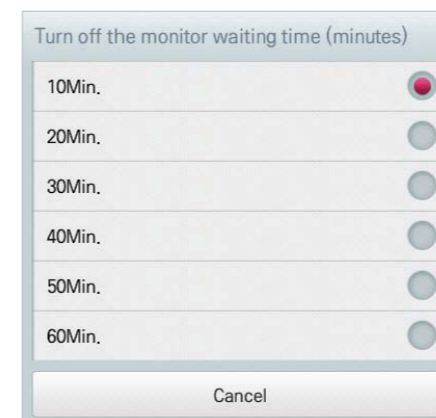 Turn off the monitor waiting time (minutes)
10Min.
20Min.
30Min.
40Min.
50Min.
60Min.
Cancel